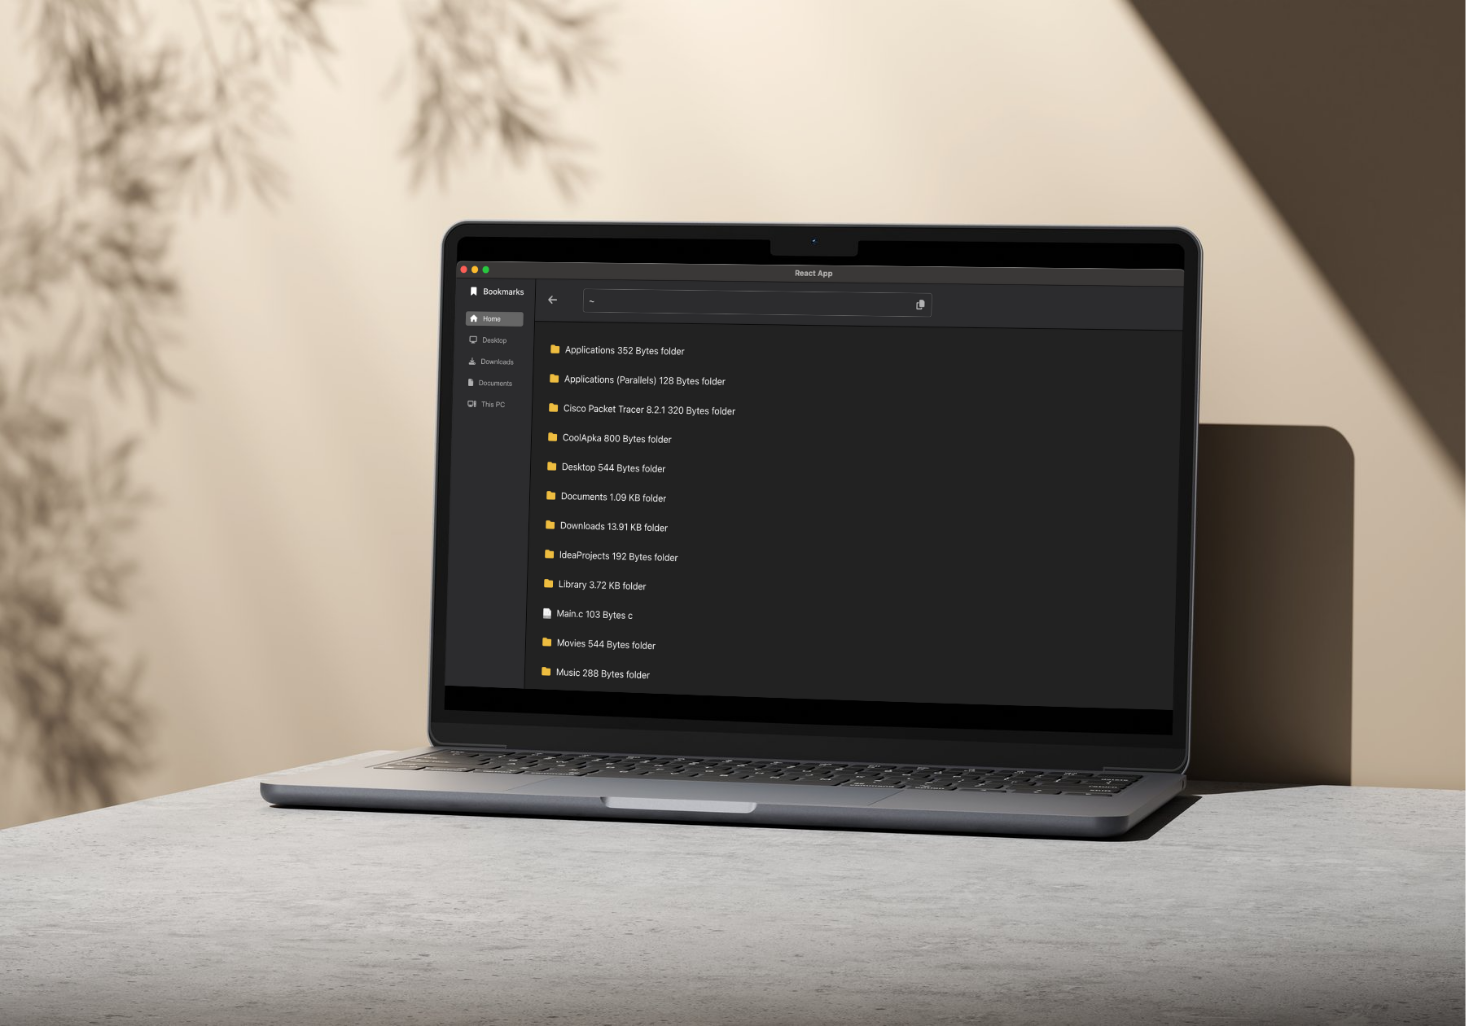 React App
Bookmarks
Home
Desktop
Downloads
Documents
This PC
~
Applications 352 Bytes folder
Applications (Parallels) 128 Bytes folder
Cisco Packet Tracer 8.2.1 320 Bytes folder
CoolApka 800 Bytes folder
Desktop 544 Bytes folder
Documents 1.09 KB folder
Downloads 13.91 KB folder
IdeaProjects 192 Bytes folder
Library 3.72 KB folder
Main.c 103 Bytes c
Movies 544 Bytes folder
Music 288 Bytes folder